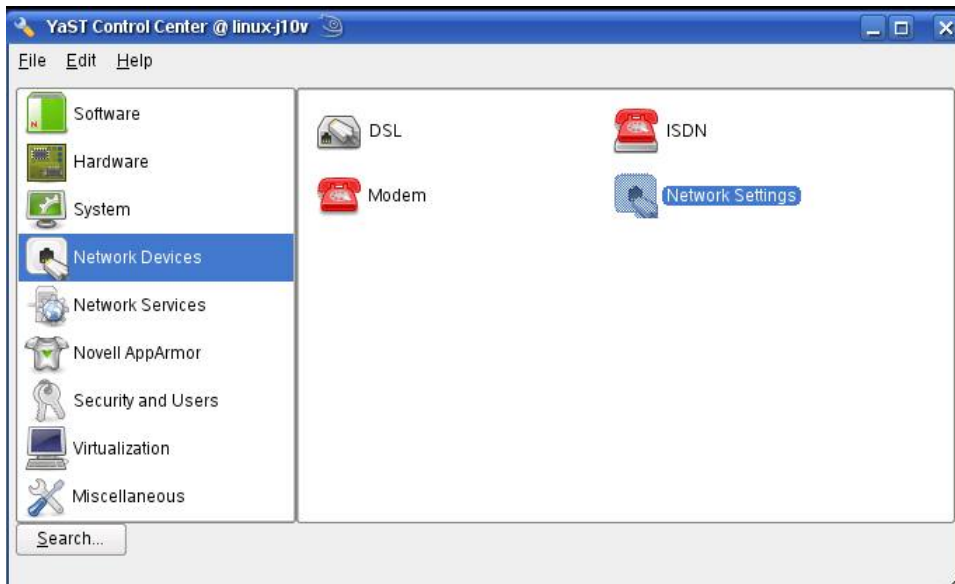 YaST Control Center @ linux-j10v
File Edit Help
Software
Hardware
System
Network Devices
Network Services
Novell AppArmor
Security and Users
Virtualization
Miscellaneous
DSL
ISDN
Modem
Network Settings
Search...